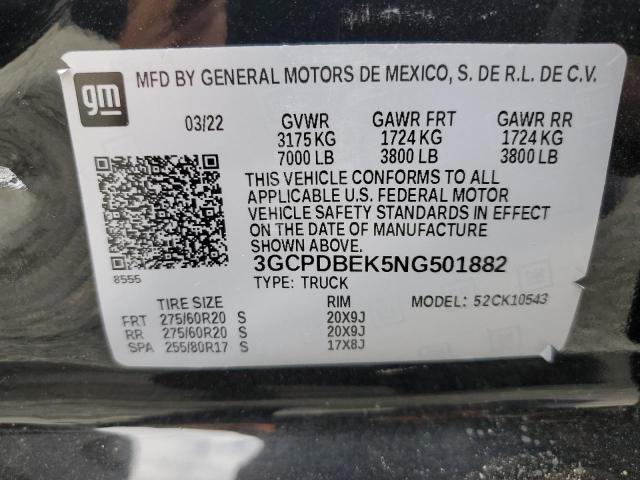 gm
MFD BY GENERAL MOTORS DE MEXICO, S. DE R.L. DE C.V.
03/22 GVWR GAWR FRT GAWR RR
3175 KG 1724 KG 1724 KG
7000 LB 3800 LB 3800 LB
THIS VEHICLE CONFORMS TO ALL
APPLICABLE U.S. FEDERAL MOTOR
VEHICLE SAFETY STANDARDS IN EFFECT
ON THE DATE OF MANUFACTURE
SHOWN ABOVE.
8555 3GCPDBEK5NG501882
TYPE: TRUCK
TIRE SIZE RIM MODEL: 52CK10543
FRT 275/60R20 S 20X9J
RR 275/60R20 S 20X9J
SPA 255/80R17 S 17X8J